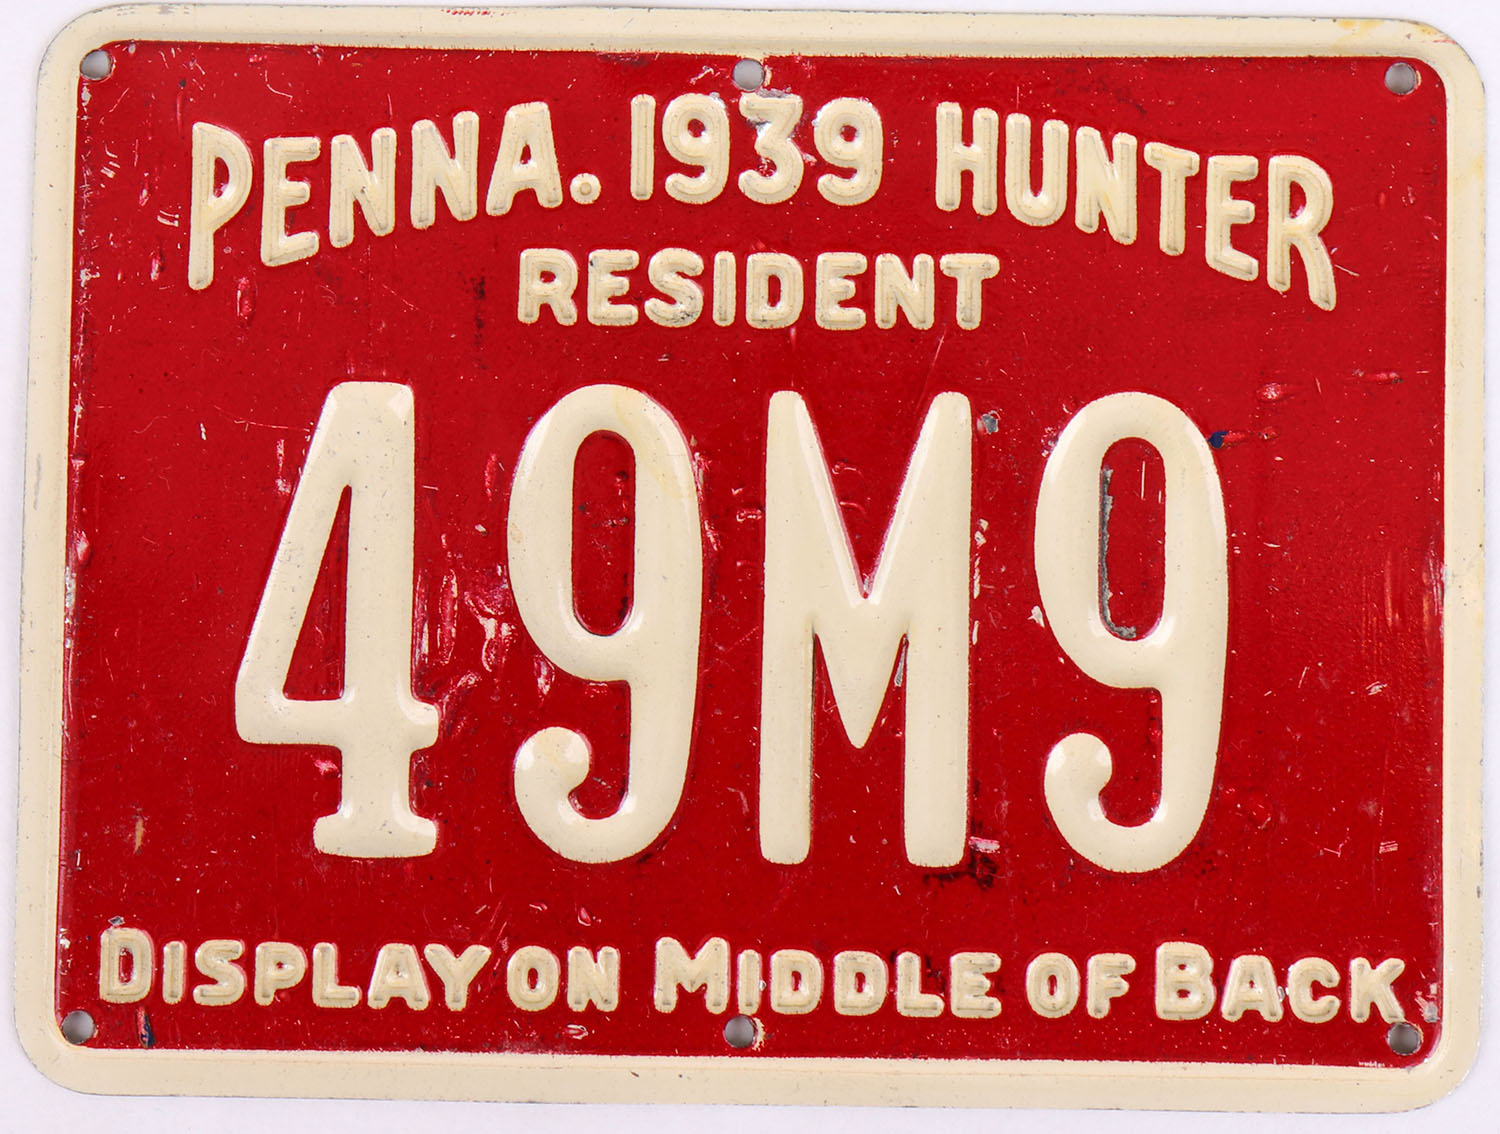 PENNA. 1939 HUNTER
RESIDENT
49M9
DISPLAY ON MIDDLE OF BACK